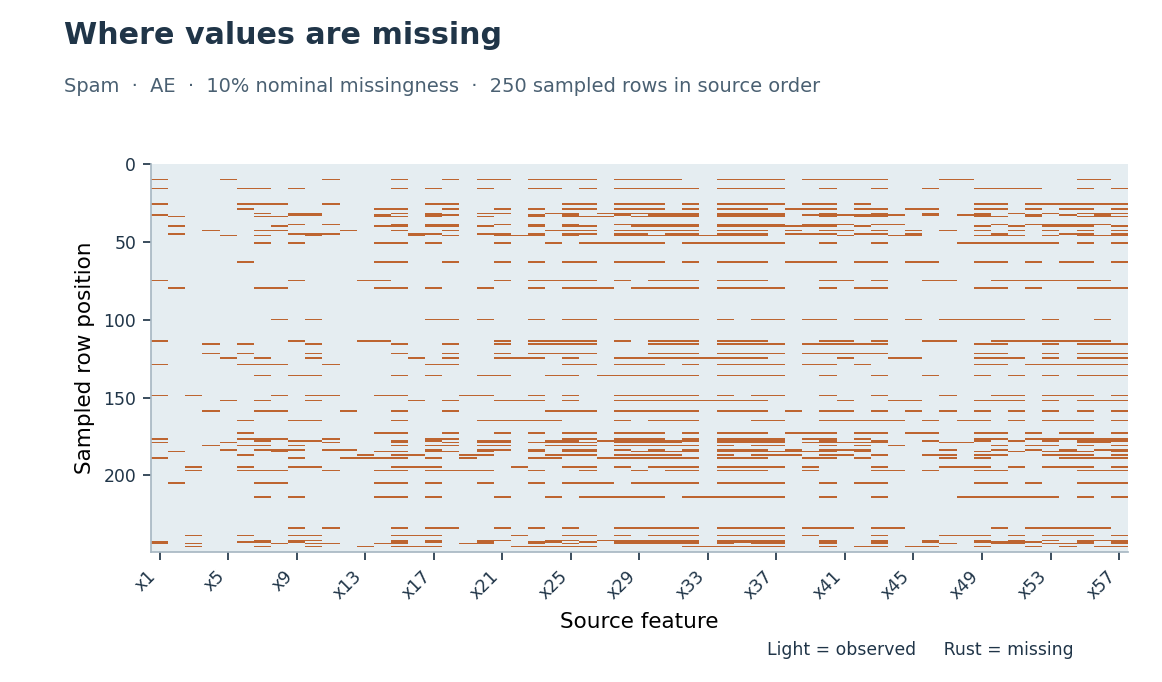 Where values are missing
Spam · AE · 10% nominal missingness · 250 sampled rows in source order
0
50
100
150
200
Sampled row position
x1 x5 x9 x13 x17 x21 x25 x29 x33 x37 x41 x45 x49 x53 x57
Source feature
Light = observed Rust = missing